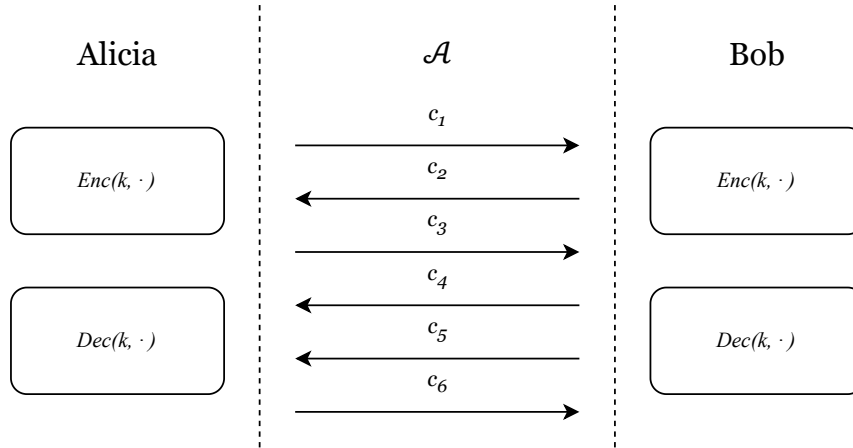 Alicia 𝒜 Bob
c₁
Enc(k, · ) c₂ Enc(k, · )
c₃
c₄
Dec(k, · ) c₅ Dec(k, · )
c₆